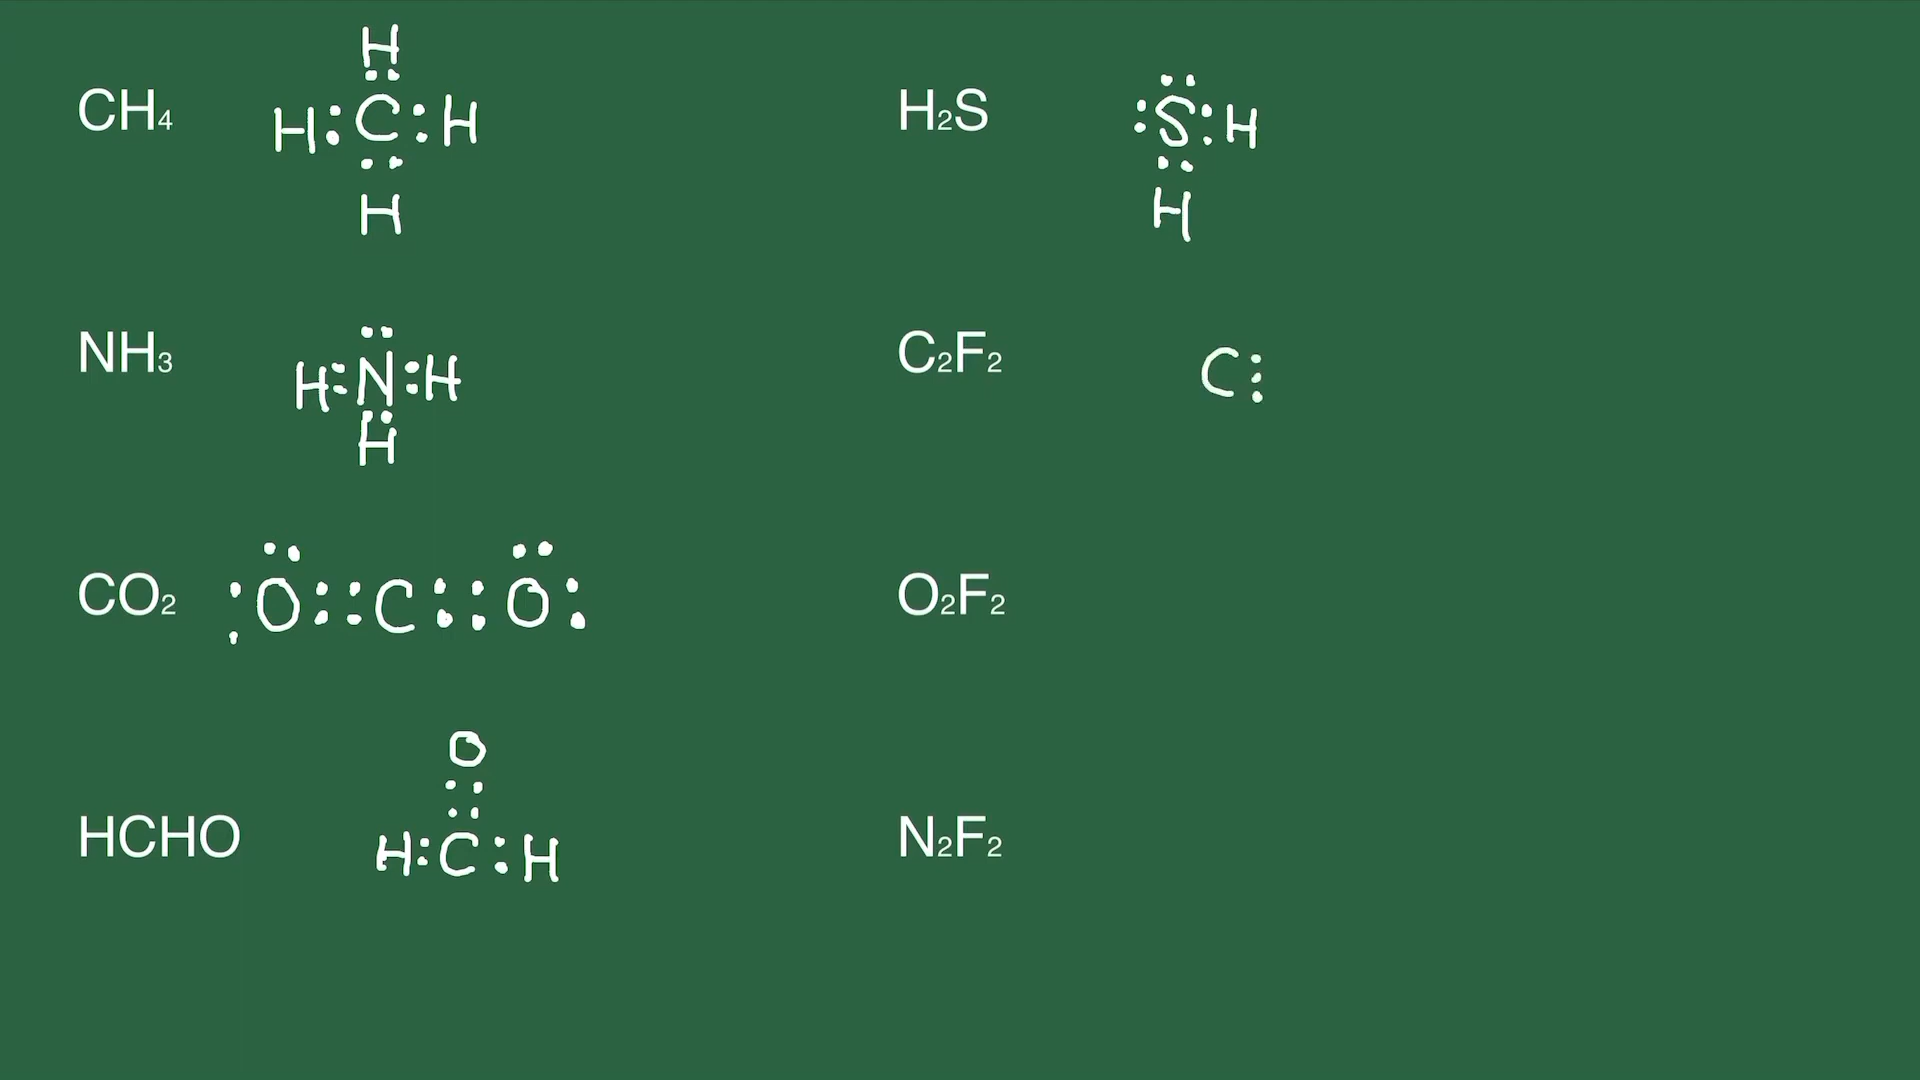 H
CH₄ H:C:H
H
NH₃ H:N:H
H
CO₂ :O::C::O:
O
HCHO H:C:H
H₂S :S:H
H
C₂F₂ C:
O₂F₂
N₂F₂